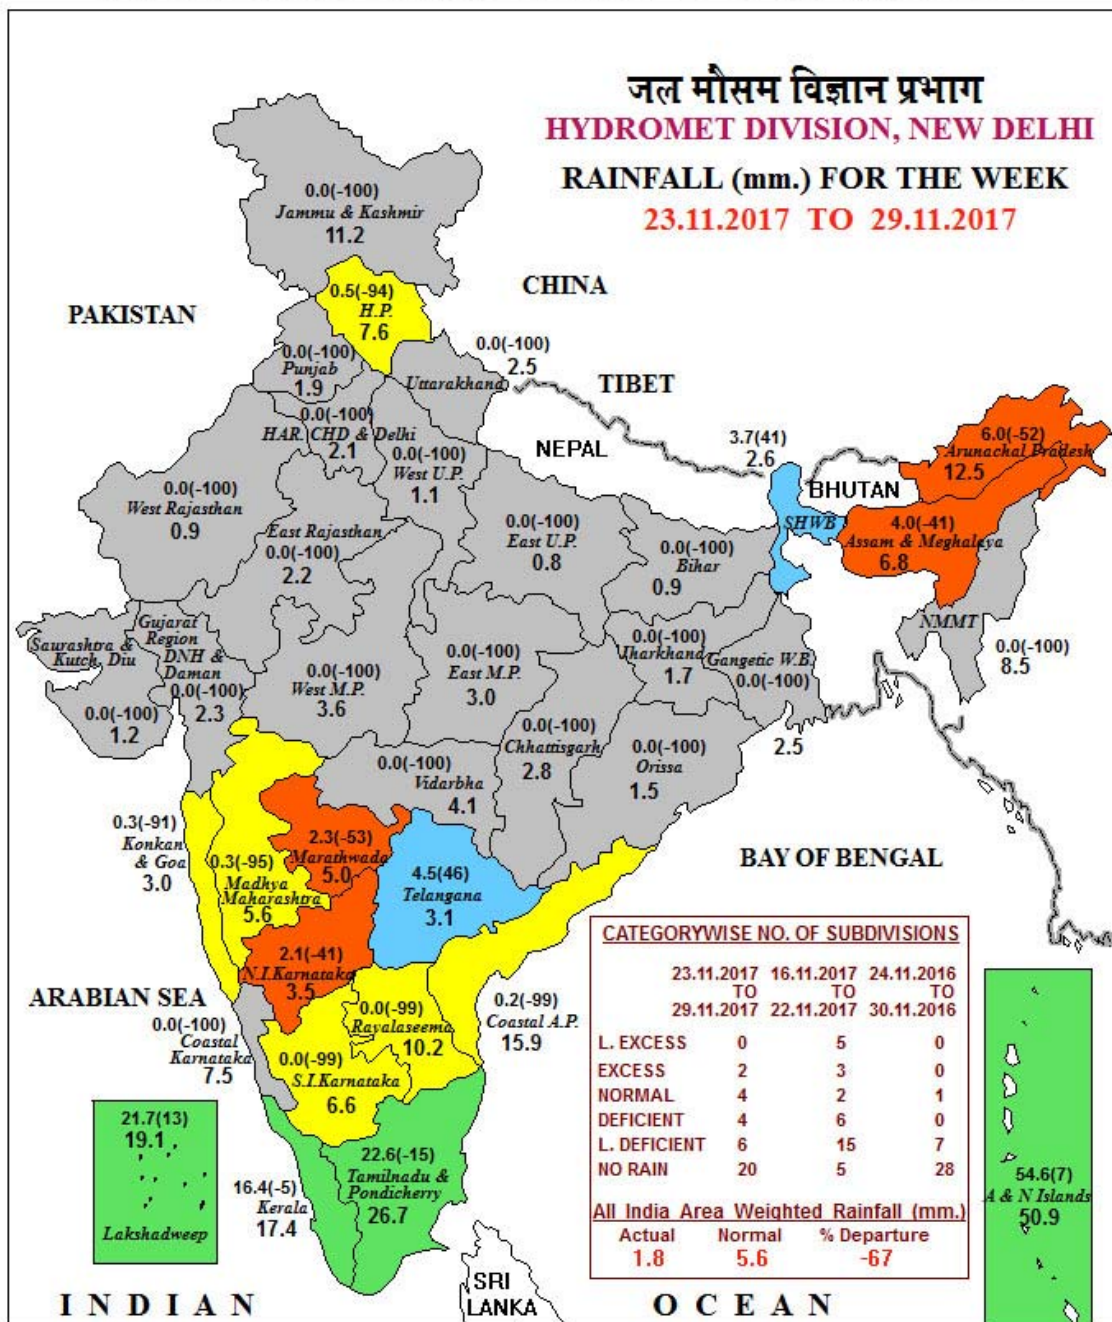 जल मौसम विज्ञान प्रभाग
HYDROMET DIVISION, NEW DELHI
RAINFALL (mm.) FOR THE WEEK
23.11.2017 TO 29.11.2017
0.0(-100)
Jammu & Kashmir
11.2
CHINA
PAKISTAN
0.5(-94)
H.P.
7.6
0.0(-100)
Punjab
1.9
0.0(-100)
2.5
Uttarakhand
TIBET
0.0(-100)
HAR. CHD & Delhi
2.1
NEPAL
3.7(41)
2.6
SHWB
BHUTAN
6.0(-52)
Arunachal Pradesh
12.5
0.0(-100)
West U.P.
1.1
0.0(-100)
West Rajasthan
0.9
East Rajasthan
0.0(-100)
2.2
0.0(-100)
East U.P.
0.8
0.0(-100)
Bihar
0.9
4.0(-41)
Assam & Meghalaya
6.8
NMMT
0.0(-100)
8.5
Saurashtra &
Kutch, Diu
0.0(-100)
1.2
Gujarat
Region
DNH &
Daman
0.0(-100)
2.3
0.0(-100)
West M.P.
3.6
0.0(-100)
East M.P.
3.0
0.0(-100)
Jharkhand
1.7
Gangetic W.B.
0.0(-100)
2.5
0.0(-100)
Chhattisgarh
2.8
0.0(-100)
Orissa
1.5
0.0(-100)
Vidarbha
4.1
0.3(-91)
Konkan
& Goa
3.0
0.3(-95)
Madhya
Maharashtra
5.6
2.3(-53)
Marathwada
5.0
4.5(46)
Telangana
3.1
BAY OF BENGAL
2.1(-41)
N.I.Karnataka
3.5
ARABIAN SEA
0.0(-100)
Coastal
Karnataka
7.5
0.0(-99)
Rayalaseema
10.2
0.2(-99)
Coastal A.P.
15.9
0.0(-99)
S.I.Karnataka
6.6
21.7(13)
19.1
Lakshadweep
16.4(-5)
Kerala
17.4
22.6(-15)
Tamilnadu &
Pondicherry
26.7
CATEGORYWISE NO. OF SUBDIVISIONS
23.11.2017 16.11.2017 24.11.2016
TO TO TO
29.11.2017 22.11.2017 30.11.2016
L. EXCESS 0 5 0
EXCESS 2 3 0
NORMAL 4 2 1
DEFICIENT 4 6 0
L. DEFICIENT 6 15 7
NO RAIN 20 5 28
All India Area Weighted Rainfall (mm.)
Actual Normal % Departure
1.8 5.6 -67
54.6(7)
A & N Islands
50.9
SRI
LANKA
INDIAN OCEAN